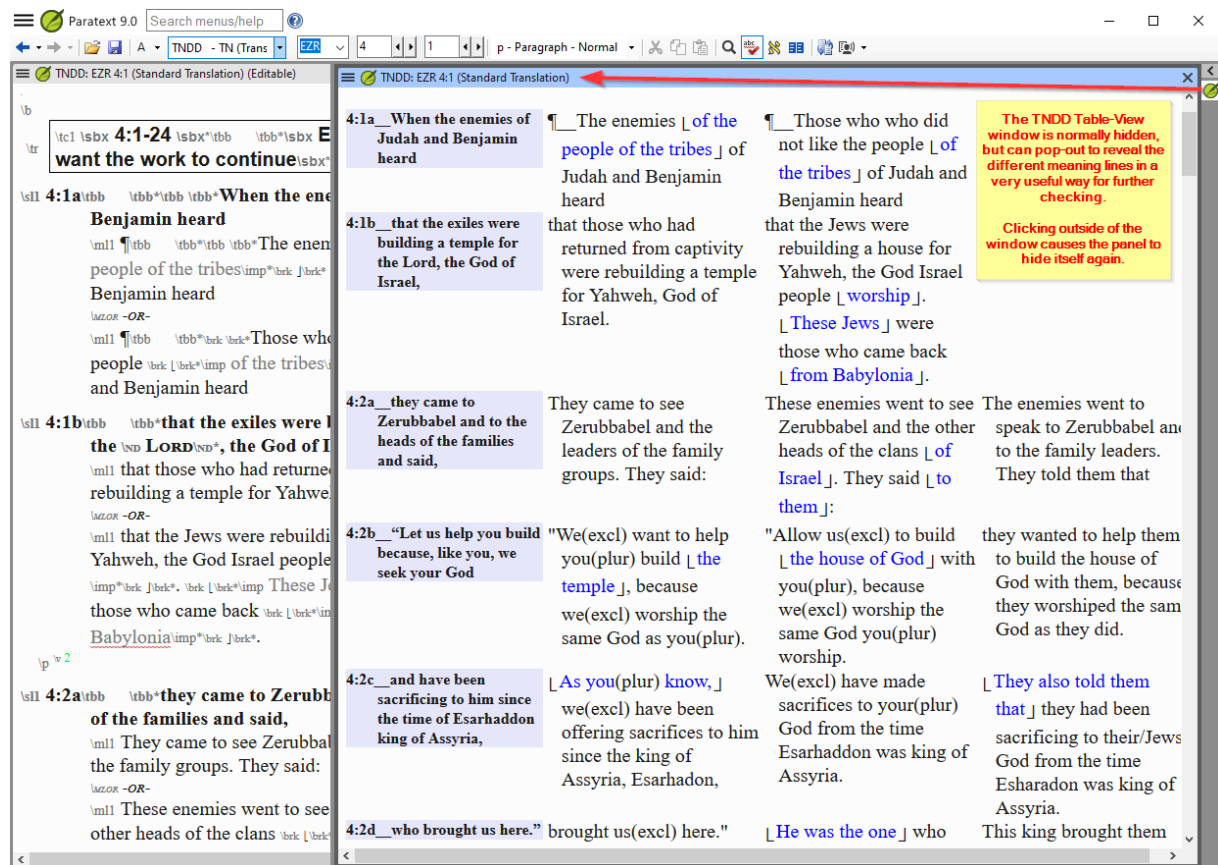 Paratext 9.0 Search menus/help
A TNDD - TN (Trans EZR 4 1 p - Paragraph - Normal
TNDD: EZR 4:1 (Standard Translation) (Editable)
\b
\tr \tc1 \sbx 4:1-24 \sbx*\tbb \tbb*\sbx E
want the work to continue\sbx*
\sll 4:1a\tbb \tbb*\tbb \tbb*When the ene
Benjamin heard
\ml1 ¶\tbb \tbb*\tbb \tbb*The enem
people of the tribes\imp*\brk ⌋\brk*
Benjamin heard
\mlor -OR-
\ml1 ¶\tbb \tbb*\brk \brk*Those who
people \brk ⌊\brk*\imp of the tribes\i
and Benjamin heard
\sll 4:1b\tbb \tbb*that the exiles were b
the \ND LORD\ND*, the God of I
\ml1 that those who had returne
rebuilding a temple for Yahwe
\mlor -OR-
\ml1 that the Jews were rebuildi
Yahweh, the God Israel people
\imp*\brk ⌋\brk*. \brk ⌊\brk*\imp These Je
those who came back \brk ⌊\brk*\in
Babylonia\imp*\brk ⌋\brk*.
\p \v 2
\sll 4:2a\tbb \tbb*they came to Zerubb
of the families and said,
\ml1 They came to see Zerubbal
the family groups. They said:
\mlor -OR-
\ml1 These enemies went to see
other heads of the clans \brk ⌊\brk*
TNDD: EZR 4:1 (Standard Translation)
4:1a__When the enemies of
Judah and Benjamin
heard
¶__The enemies ⌊of the
people of the tribes⌋ of
Judah and Benjamin
heard
¶__Those who who did
not like the people ⌊of
the tribes⌋ of Judah and
Benjamin heard
4:1b__that the exiles were
building a temple for
the Lord, the God of
Israel,
that those who had
returned from captivity
were rebuilding a temple
for Yahweh, God of
Israel.
that the Jews were
rebuilding a house for
Yahweh, the God Israel
people ⌊worship⌋.
⌊These Jews⌋ were
those who came back
⌊from Babylonia⌋.
4:2a__they came to
Zerubbabel and to the
heads of the families
and said,
They came to see
Zerubbabel and the
leaders of the family
groups. They said:
These enemies went to see
Zerubbabel and the other
heads of the clans ⌊of
Israel⌋. They said ⌊to
them⌋:
The enemies went to
speak to Zerubbabel and
to the family leaders.
They told them that
4:2b__“Let us help you build
because, like you, we
seek your God
"We(excl) want to help
you(plur) build ⌊the
temple⌋, because
we(excl) worship the
same God as you(plur).
"Allow us(excl) to build
⌊the house of God⌋ with
you(plur), because
we(excl) worship the
same God you(plur)
worship.
they wanted to help them
to build the house of
God with them, because
they worshiped the sam
God as they did.
4:2c__and have been
sacrificing to him since
the time of Esarhaddon
king of Assyria,
⌊As you(plur) know,⌋
we(excl) have been
offering sacrifices to him
since the king of
Assyria, Esarhadon,
We(excl) have made
sacrifices to your(plur)
God from the time
Esarhaddon was king of
Assyria.
⌊They also told them
that⌋ they had been
sacrificing to their/Jews
God from the time
Esharadon was king of
Assyria.
4:2d__who brought us here.”
brought us(excl) here."
⌊He was the one⌋ who
This king brought them
The TNDD Table-View
window is normally hidden,
but can pop-out to reveal the
different meaning lines in a
very useful way for further
checking.
Clicking outside of the
window causes the panel to
hide itself again.